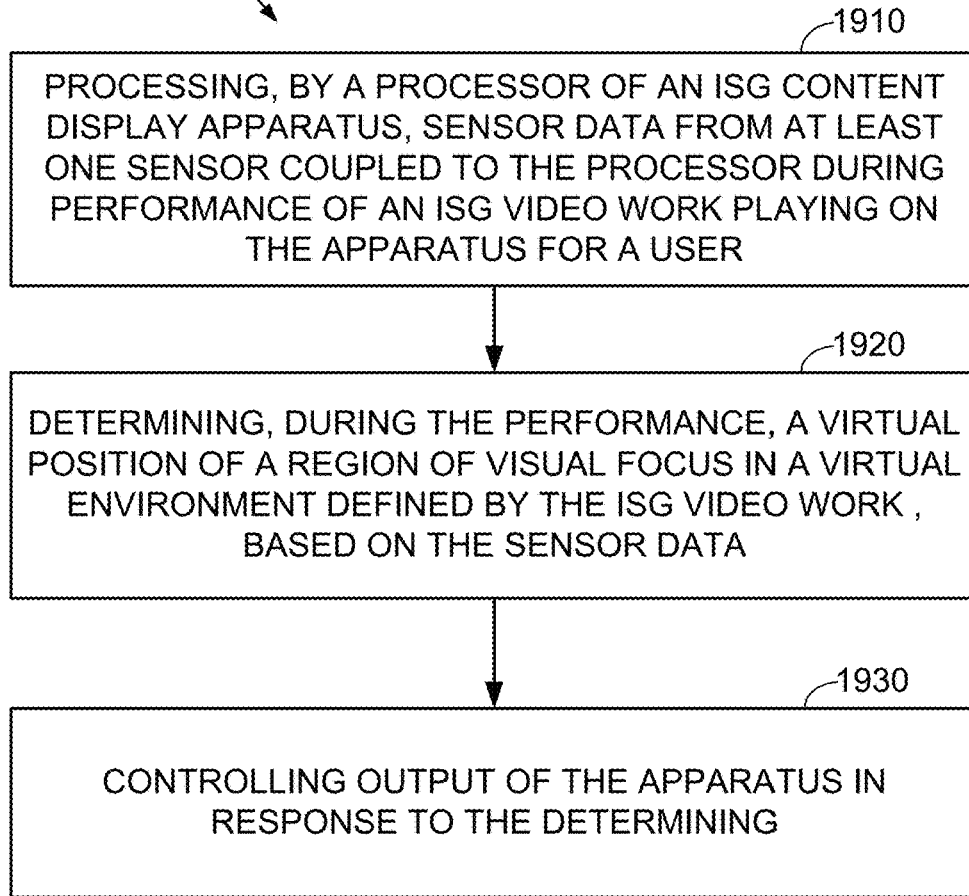 1910
PROCESSING, BY A PROCESSOR OF AN ISG CONTENT
DISPLAY APPARATUS, SENSOR DATA FROM AT LEAST
ONE SENSOR COUPLED TO THE PROCESSOR DURING
PERFORMANCE OF AN ISG VIDEO WORK PLAYING ON
THE APPARATUS FOR A USER
1920
DETERMINING, DURING THE PERFORMANCE, A VIRTUAL
POSITION OF A REGION OF VISUAL FOCUS IN A VIRTUAL
ENVIRONMENT DEFINED BY THE ISG VIDEO WORK ,
BASED ON THE SENSOR DATA
1930
CONTROLLING OUTPUT OF THE APPARATUS IN
RESPONSE TO THE DETERMINING